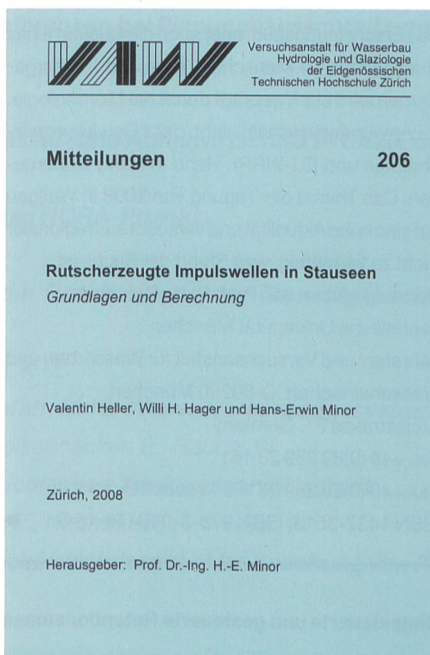 VAW
Versuchsanstalt für Wasserbau
Hydrologie und Glaziologie
der Eidgenössischen
Technischen Hochschule Zürich
Mitteilungen 206
Rutscherzeugte Impulswellen in Stauseen
Grundlagen und Berechnung
Valentin Heller, Willi H. Hager und Hans-Erwin Minor
Zürich, 2008
Herausgeber: Prof. Dr.-Ing. H.-E. Minor